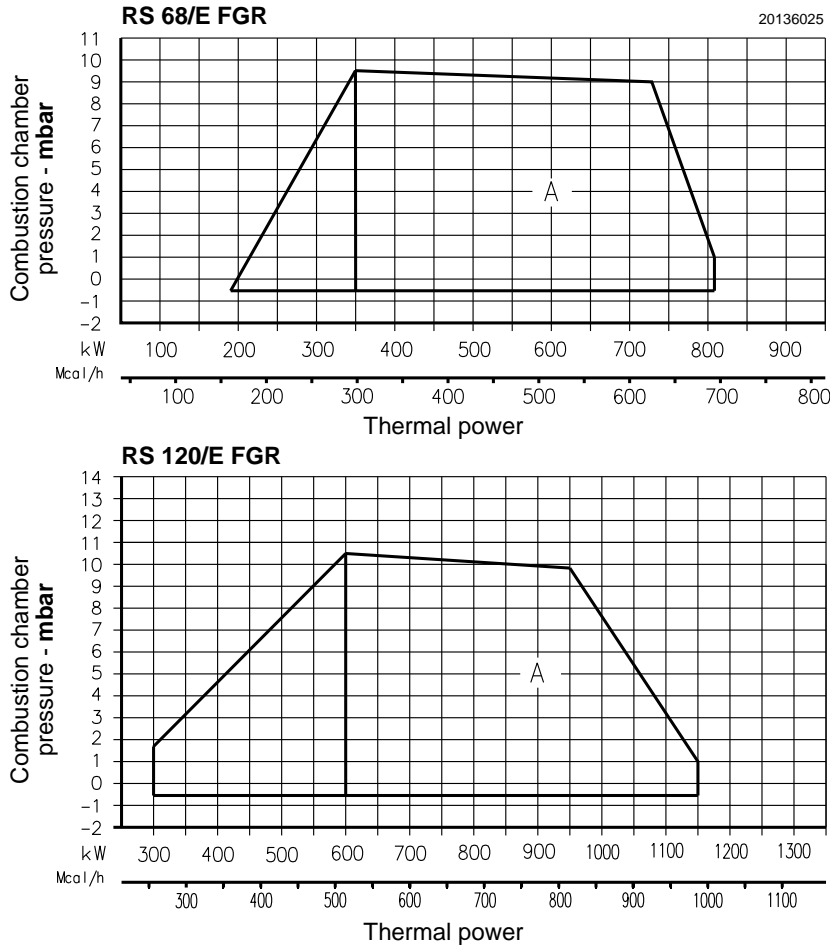 RS 68/E FGR
20136025
11
10
9
8
7
6
5
4
3
2
1
0
-1
-2
Combustion chamber
pressure - mbar
A
kW 100 200 300 400 500 600 700 800 900
Mcal/h 100 200 300 400 500 600 700 800
Thermal power
RS 120/E FGR
14
13
12
11
10
9
8
7
6
5
4
3
2
1
0
-1
-2
Combustion chamber
pressure - mbar
A
kW 300 400 500 600 700 800 900 1000 1100 1200 1300
Mcal/h 300 400 500 600 700 800 900 1000 1100
Thermal power